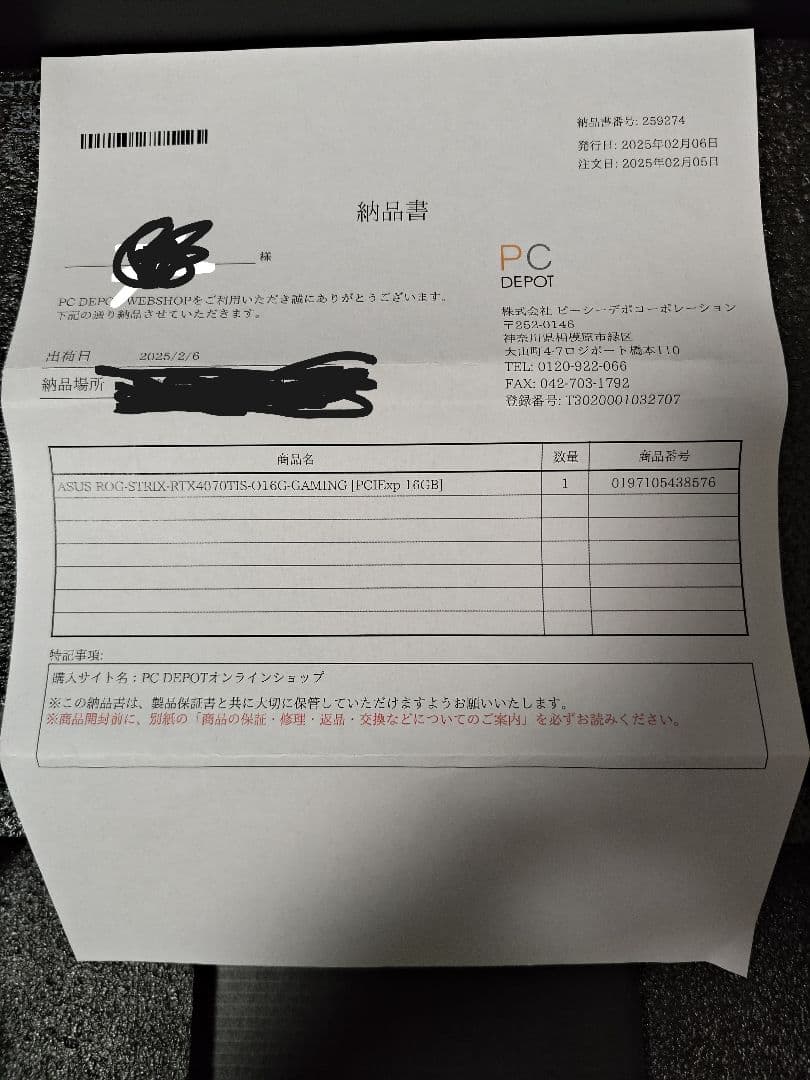 納品書番号: 259274
発行日: 2025年02月06日
注文日: 2025年02月05日
納品書
様
PC DEPOT WEBSHOPをご利用いただき誠にありがとうございます。
下記の通り納品させていただきます。
PC
DEPOT
株式会社 ピーシーデポコーポレーション
〒252-0146
神奈川県相模原市緑区
大山町4-7ロジポート橋本110
TEL: 0120-922-066
FAX: 042-703-1792
登録番号: T3020001032707
出荷日 2025/2/6
納品場所
商品名 数量 商品番号
ASUS ROG-STRIX-RTX4070TIS-O16G-GAMING [PCIExp 16GB] 1 0197105438576
特記事項:
購入サイト名：PC DEPOTオンラインショップ
※この納品書は、製品保証書と共に大切に保管していただけますようお願いいたします。
※商品開封前に、別紙の「商品の保証・修理・返品・交換などについてのご案内」を必ずお読みください。